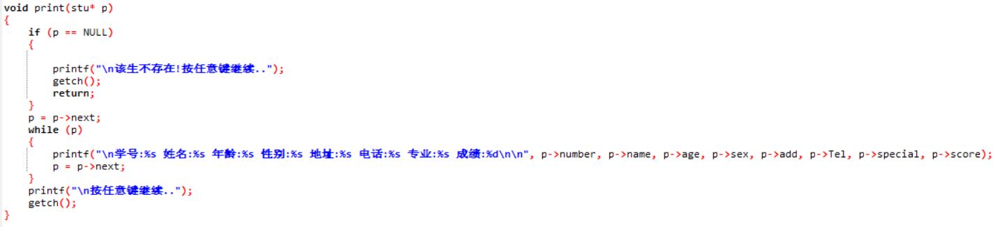 void print(stu* p)
{
if (p == NULL)
{
printf("\n该生不存在!按任意键继续..");
getch();
return;
}
p = p->next;
while (p)
{
printf("\n学号:%s 姓名:%s 年龄:%s 性别:%s 地址:%s 电话:%s 专业:%s 成绩:%d\n\n", p->number, p->name, p->age, p->sex, p->add, p->Tel, p->special, p->score);
p = p->next;
}
printf("\n按任意键继续..");
getch();
}